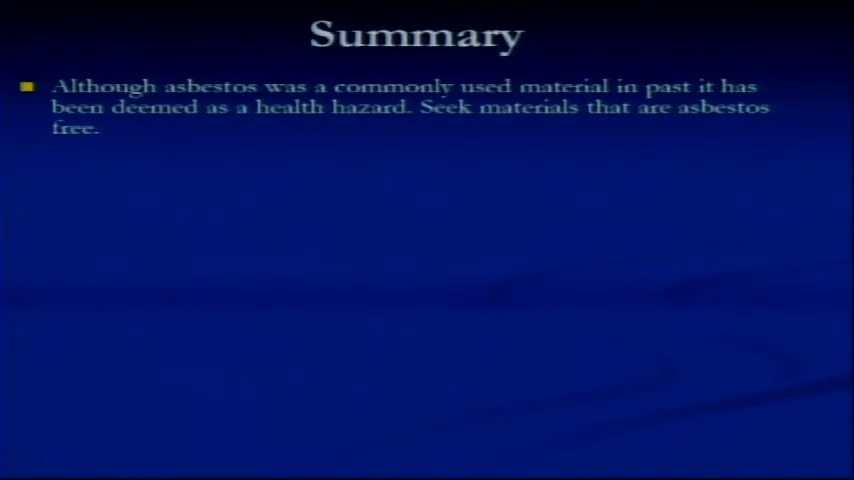 Summary
Although asbestos was a commonly used material in past it has
been deemed as a health hazard. Seek materials that are asbestos
free.